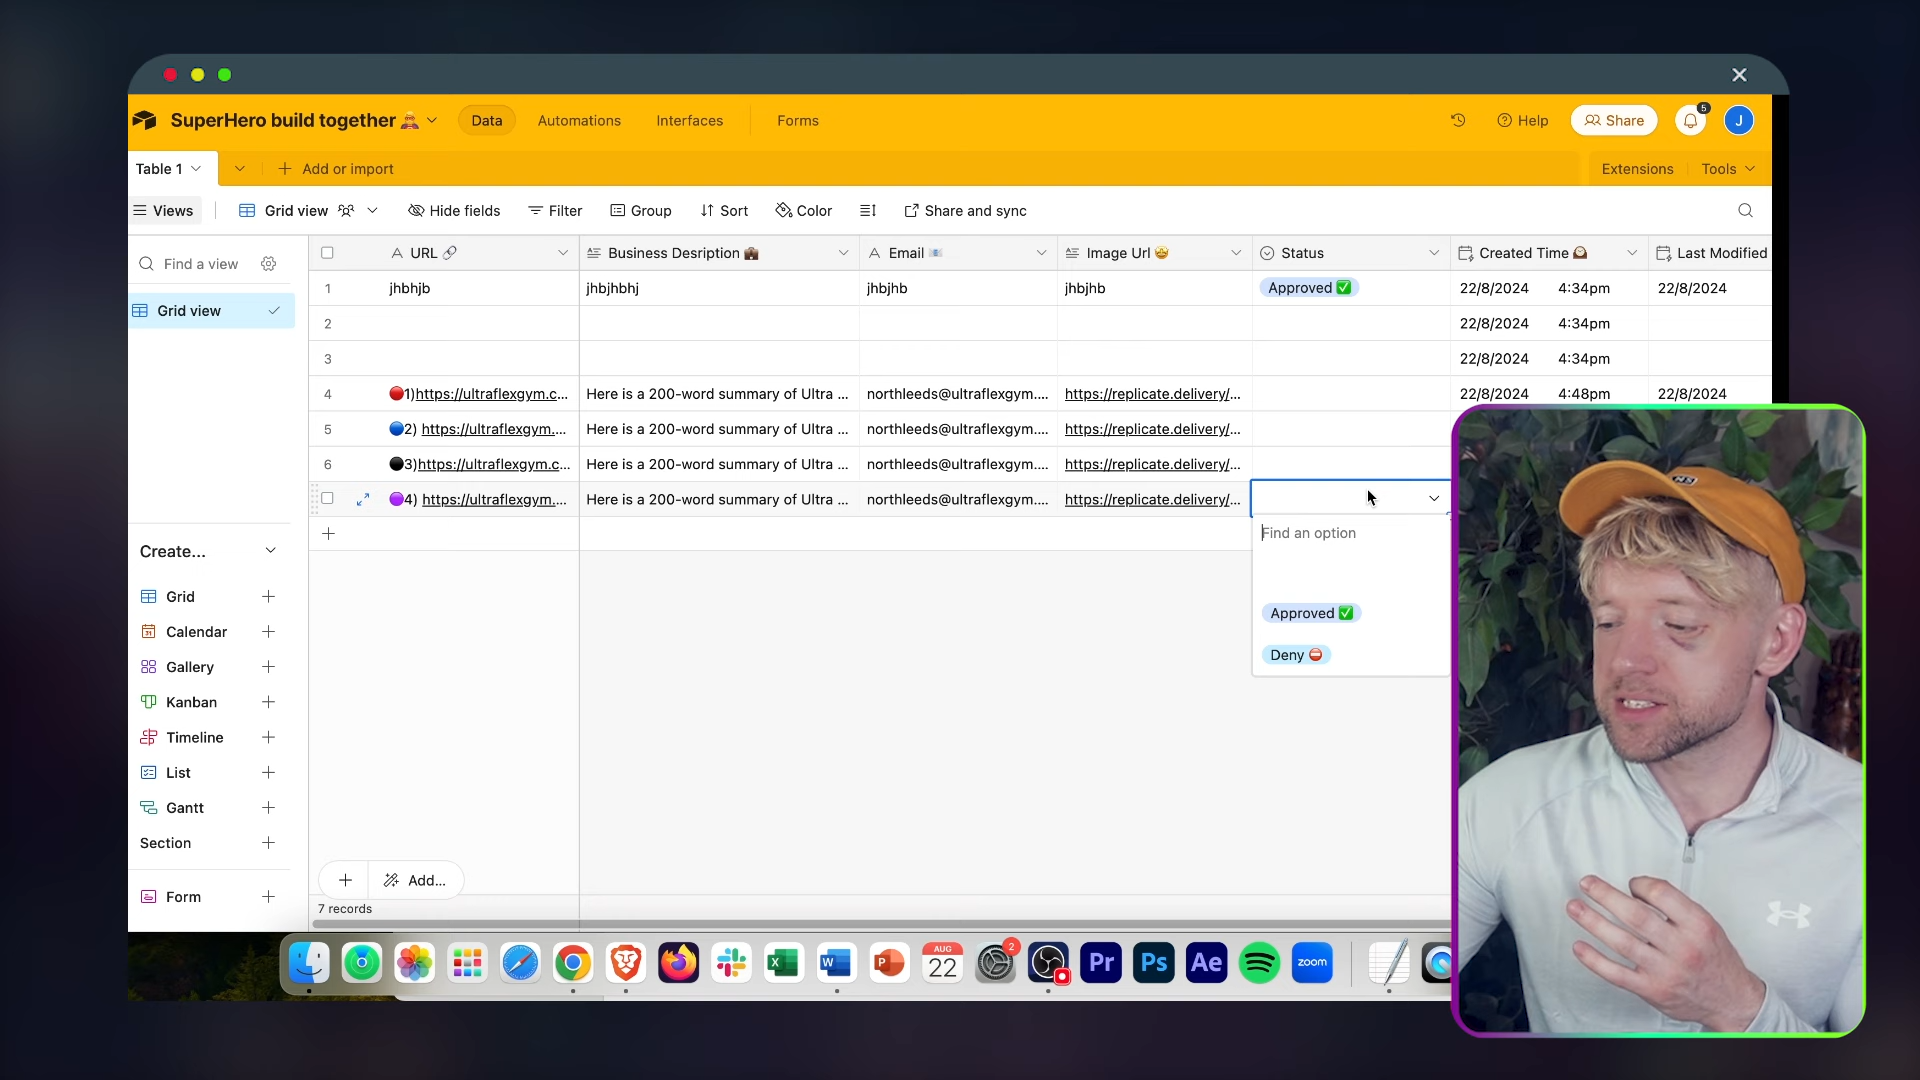 SuperHero build together
Data
Automations
Interfaces
Forms
Help
Share
5
J
Table 1
Add or import
Extensions
Tools
Views
Grid view
Hide fields
Filter
Group
Sort
Color
Share and sync
Find a view
Grid view
URL
Business Desription
Email
Image Url
Status
Created Time
Last Modified
1 jhbhjb jhbjhbhj jhbjhb jhbjhb Approved 22/8/2024 4:34pm 22/8/2024
2 22/8/2024 4:34pm
3 22/8/2024 4:34pm
4 1)https://ultraflexgym.c... Here is a 200-word summary of Ultra ... northleeds@ultraflexgym.... https://replicate.delivery/... 22/8/2024 4:48pm 22/8/2024
5 2) https://ultraflexgym.... Here is a 200-word summary of Ultra ... northleeds@ultraflexgym.... https://replicate.delivery/...
6 3)https://ultraflexgym.c... Here is a 200-word summary of Ultra ... northleeds@ultraflexgym.... https://replicate.delivery/...
4) https://ultraflexgym.... Here is a 200-word summary of Ultra ... northleeds@ultraflexgym.... https://replicate.delivery/...
Find an option
Approved
Deny
Create...
Grid
Calendar
Gallery
Kanban
Timeline
List
Gantt
Section
Form
Add...
7 records
AUG
22
2
Pr
Ps
Ae
zoom
X
W
P